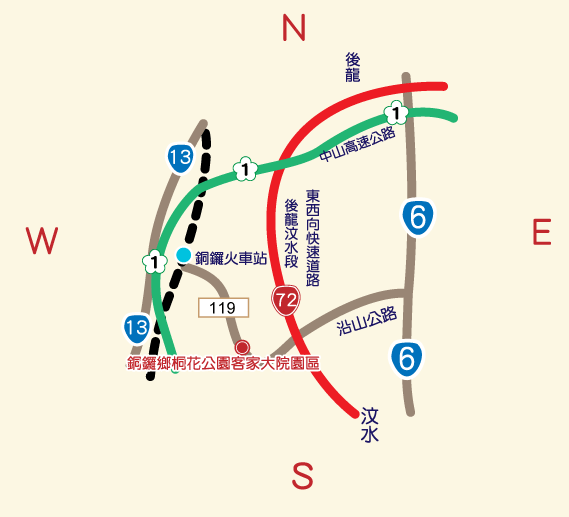 N
後龍
1
中山高速公路
13
1
東西向快速道路
後龍汶水段
6
W
E
1
銅鑼火車站
72
119
13
沿山公路
6
銅鑼鄉桐花公園客家大院園區
汶水
S